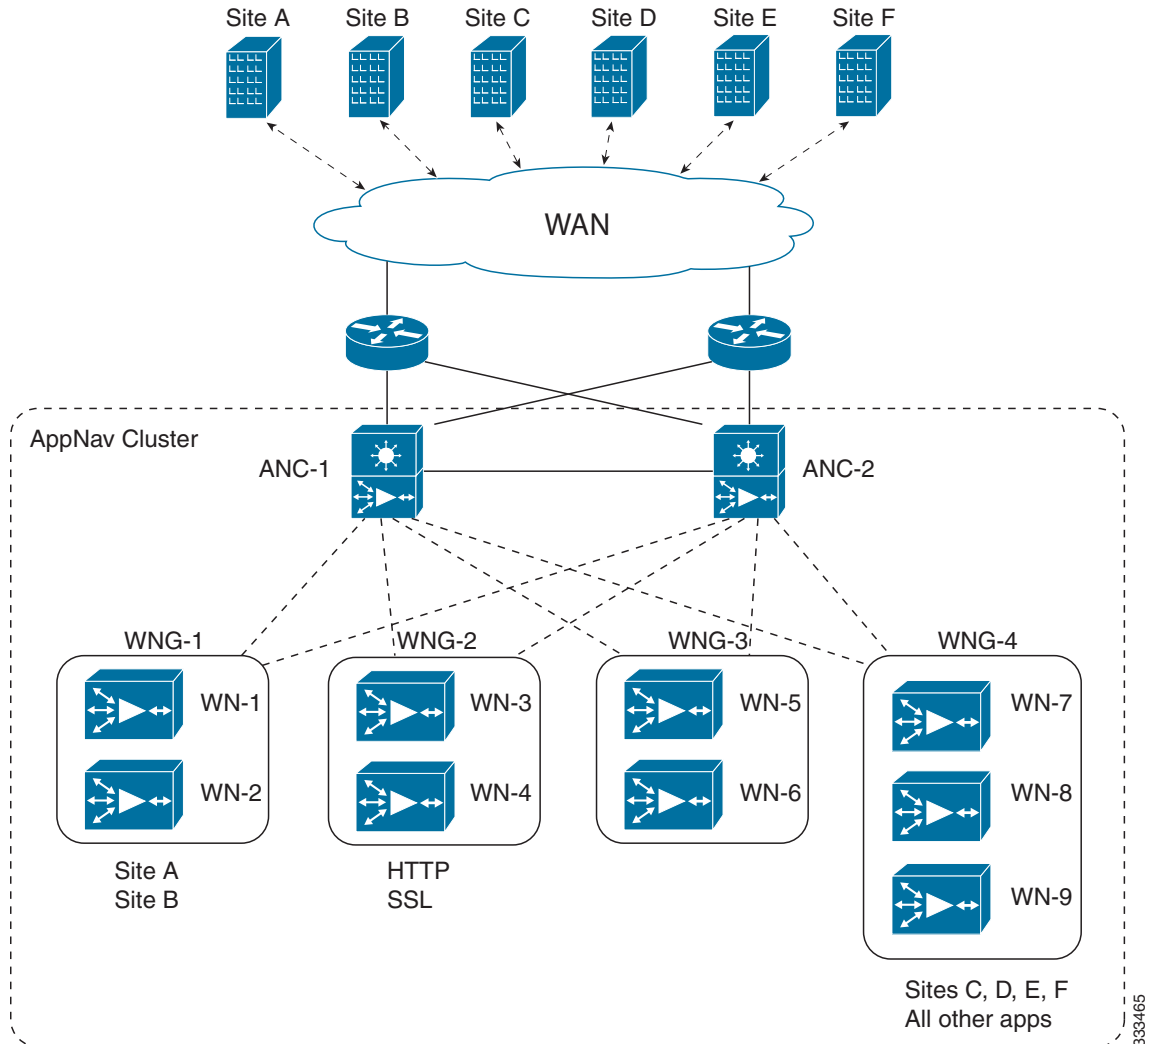 Site A
Site B
Site C
Site D
Site E
Site F
WAN
AppNav Cluster
ANC-1
ANC-2
WNG-1
WNG-2
WNG-3
WNG-4
WN-1
WN-3
WN-5
WN-7
WN-2
WN-4
WN-6
WN-8
WN-9
Site A
Site B
HTTP
SSL
Sites C, D, E, F
All other apps
333465